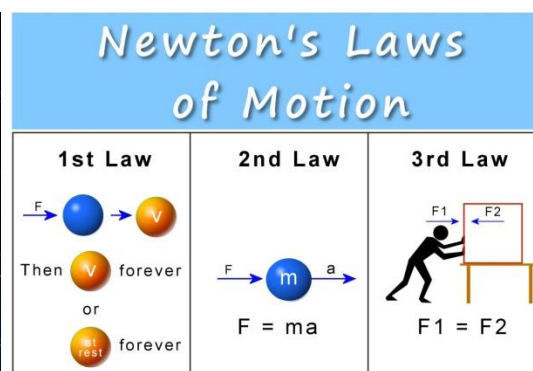 Newton's Laws
of Motion
1st Law
F
v
Then v forever
or
at rest forever
2nd Law
F m a
F = ma
3rd Law
F1 F2
F1 = F2